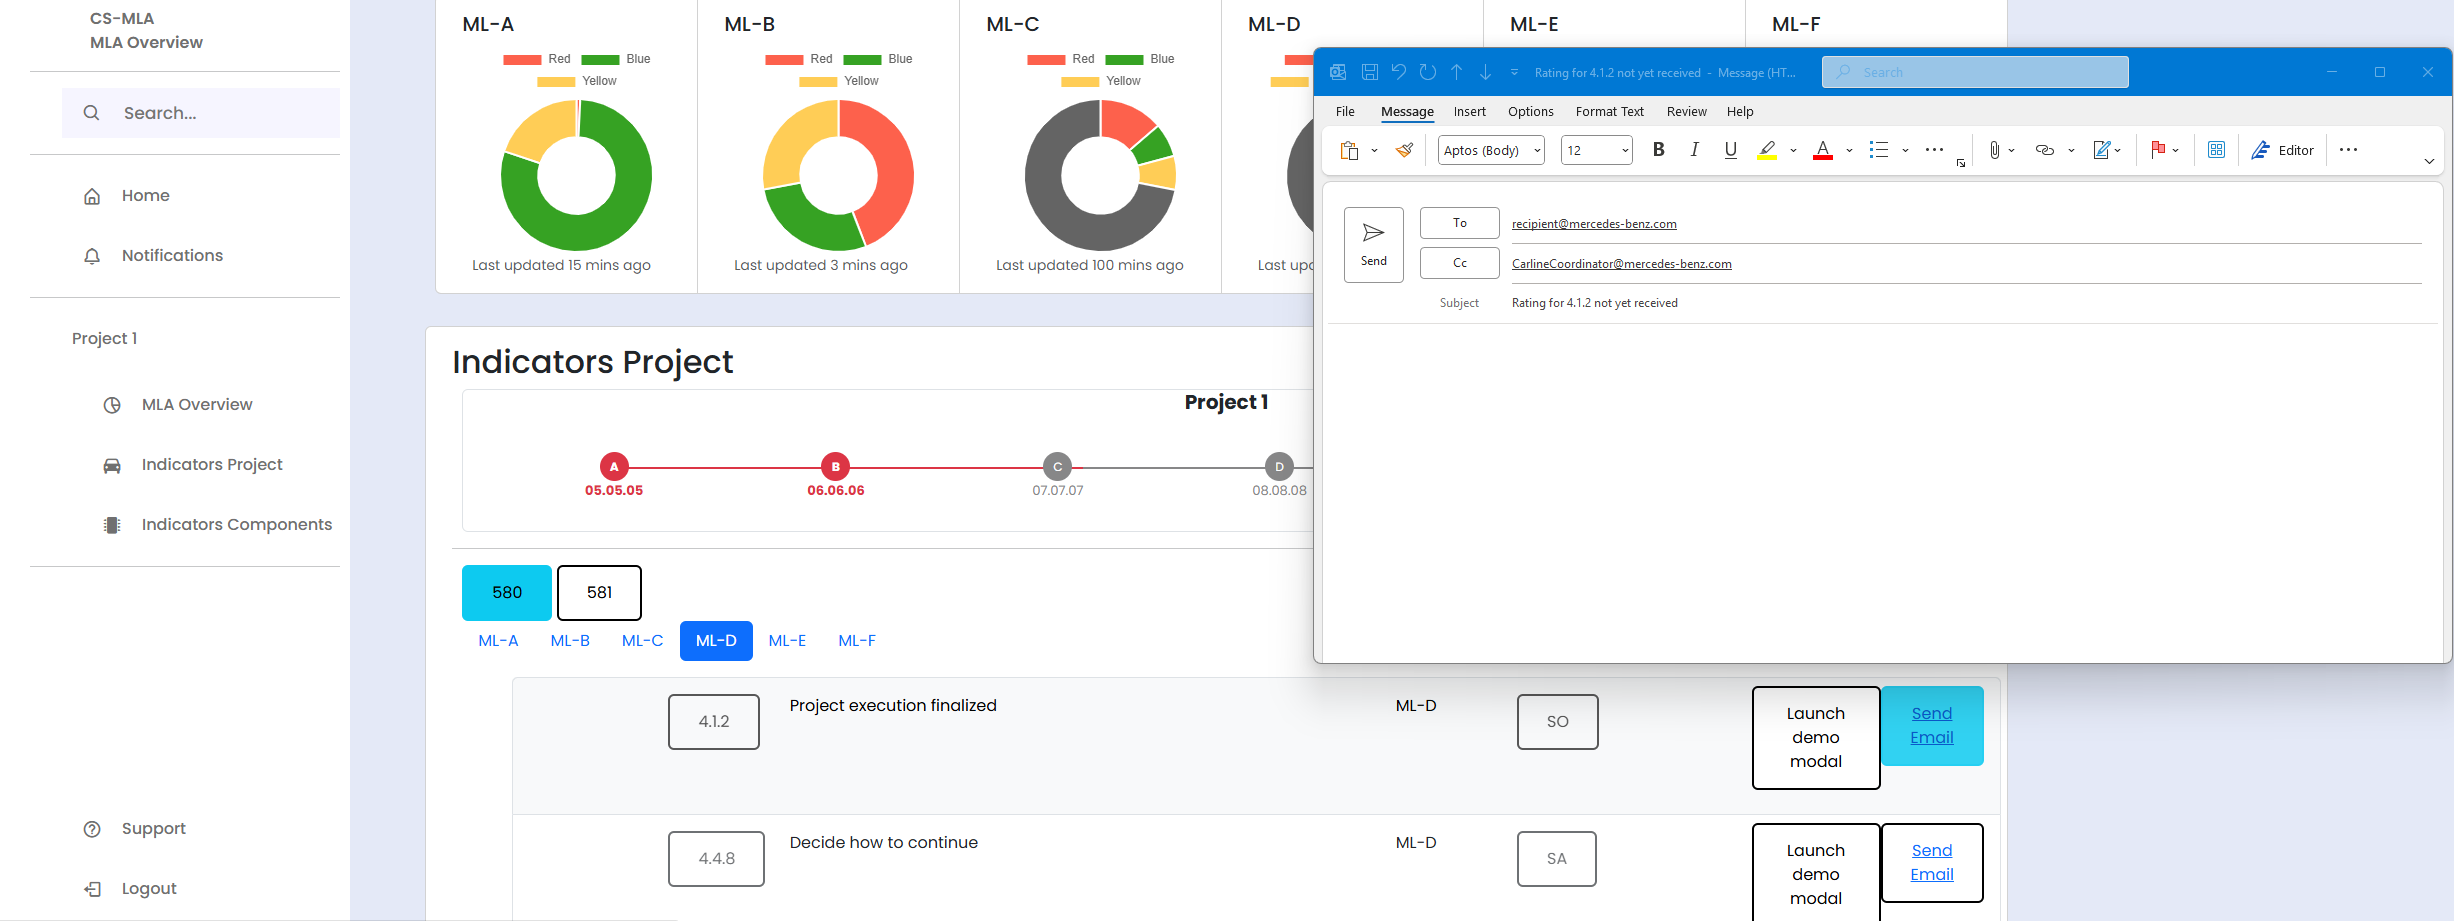 CS-MLA
MLA Overview
Search...
Home
Notifications
Project 1
MLA Overview
Indicators Project
Indicators Components
Support
Logout
ML-A
Red
Blue
Yellow
Last updated 15 mins ago
ML-B
Red
Blue
Yellow
Last updated 3 mins ago
ML-C
Red
Blue
Yellow
Last updated 100 mins ago
ML-D
Last
ML-E
ML-F
Indicators Project
Project 1
A
B
C
D
05.05.05
06.06.06
07.07.07
08.08.08
580
581
ML-A
ML-B
ML-C
ML-D
ML-E
ML-F
4.1.2
Project execution finalized
ML-D
SO
Launch
demo
modal
Send
Email
4.4.8
Decide how to continue
ML-D
SA
Launch
demo
modal
Send
Email
Rating for 4.1.2 not yet received - Message (HT...
Search
File
Message
Insert
Options
Format Text
Review
Help
Aptos (Body)
12
B
I
U
A
Editor
Send
To
recipient@mercedes-benz.com
Cc
CarlineCoordinator@mercedes-benz.com
Subject
Rating for 4.1.2 not yet received